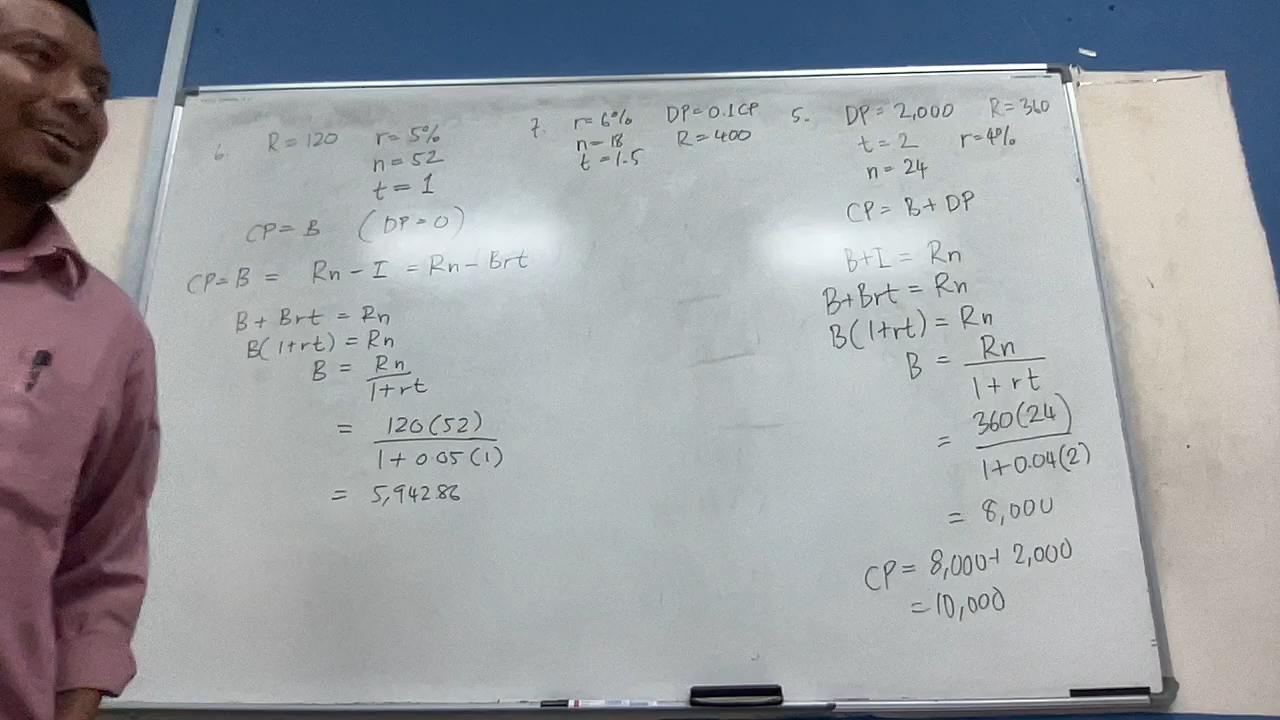 6. R = 120 r = 5%
n = 52
t = 1
CP = B (DP = 0)
CP = B = Rn - I = Rn - Brt
B + Brt = Rn
B(1+rt) = Rn
B = Rn / 1+rt
= 120(52) / 1 + 0.05(1)
= 5,942.86
7. r = 6% DP = 0.1CP
n = 18 R = 400
t = 1.5
5. DP = 2,000 R = 360
t = 2 r = 4%
n = 24
CP = B + DP
B + I = Rn
B + Brt = Rn
B(1+rt) = Rn
B = Rn / 1 + rt
= 360(24) / 1+0.04(2)
= 8,000
CP = 8,000 + 2,000
= 10,000